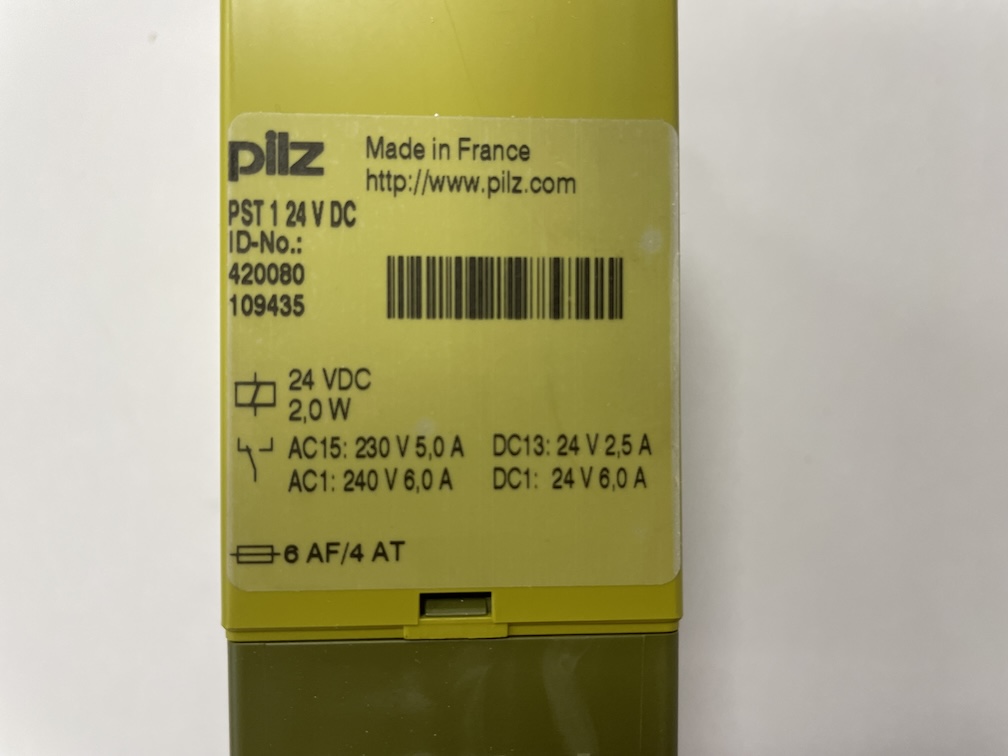 pilz
Made in France
http://www.pilz.com
PST 1 24 V DC
ID-No.:
420080
109435
24 VDC
2,0 W
AC15: 230 V 5,0 A DC13: 24 V 2,5 A
AC1: 240 V 6,0 A DC1: 24 V 6,0 A
6 AF/4 AT